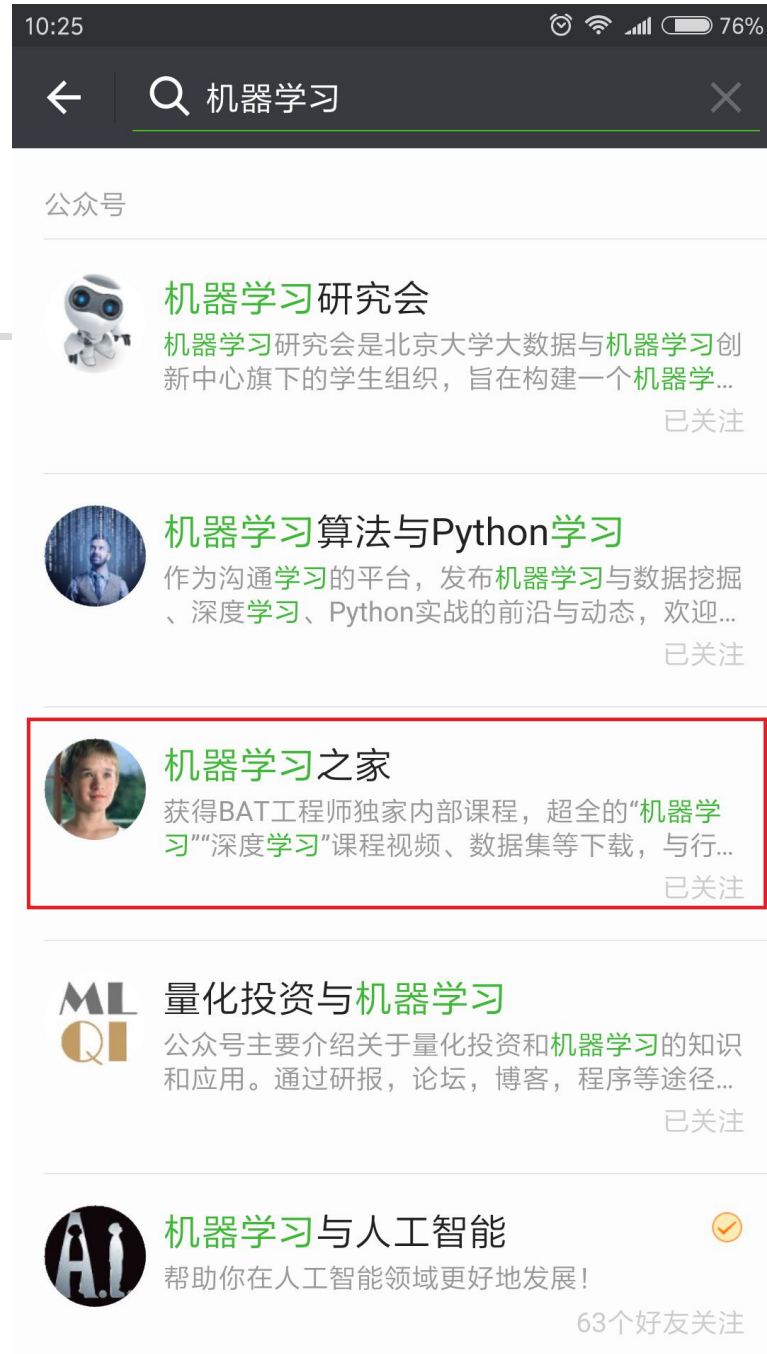 10:25
76%
机器学习
公众号
机器学习研究会
机器学习研究会是北京大学大数据与机器学习创
新中心旗下的学生组织，旨在构建一个机器学...
已关注
机器学习算法与Python学习
作为沟通学习的平台，发布机器学习与数据挖掘
、深度学习、Python实战的前沿与动态，欢迎...
已关注
机器学习之家
获得BAT工程师独家内部课程，超全的“机器学
习”“深度学习”课程视频、数据集等下载，与行...
已关注
ML
QI
量化投资与机器学习
公众号主要介绍关于量化投资和机器学习的知识
和应用。通过研报，论坛，博客，程序等途径...
已关注
A.i.
机器学习与人工智能
帮助你在人工智能领域更好地发展！
63个好友关注